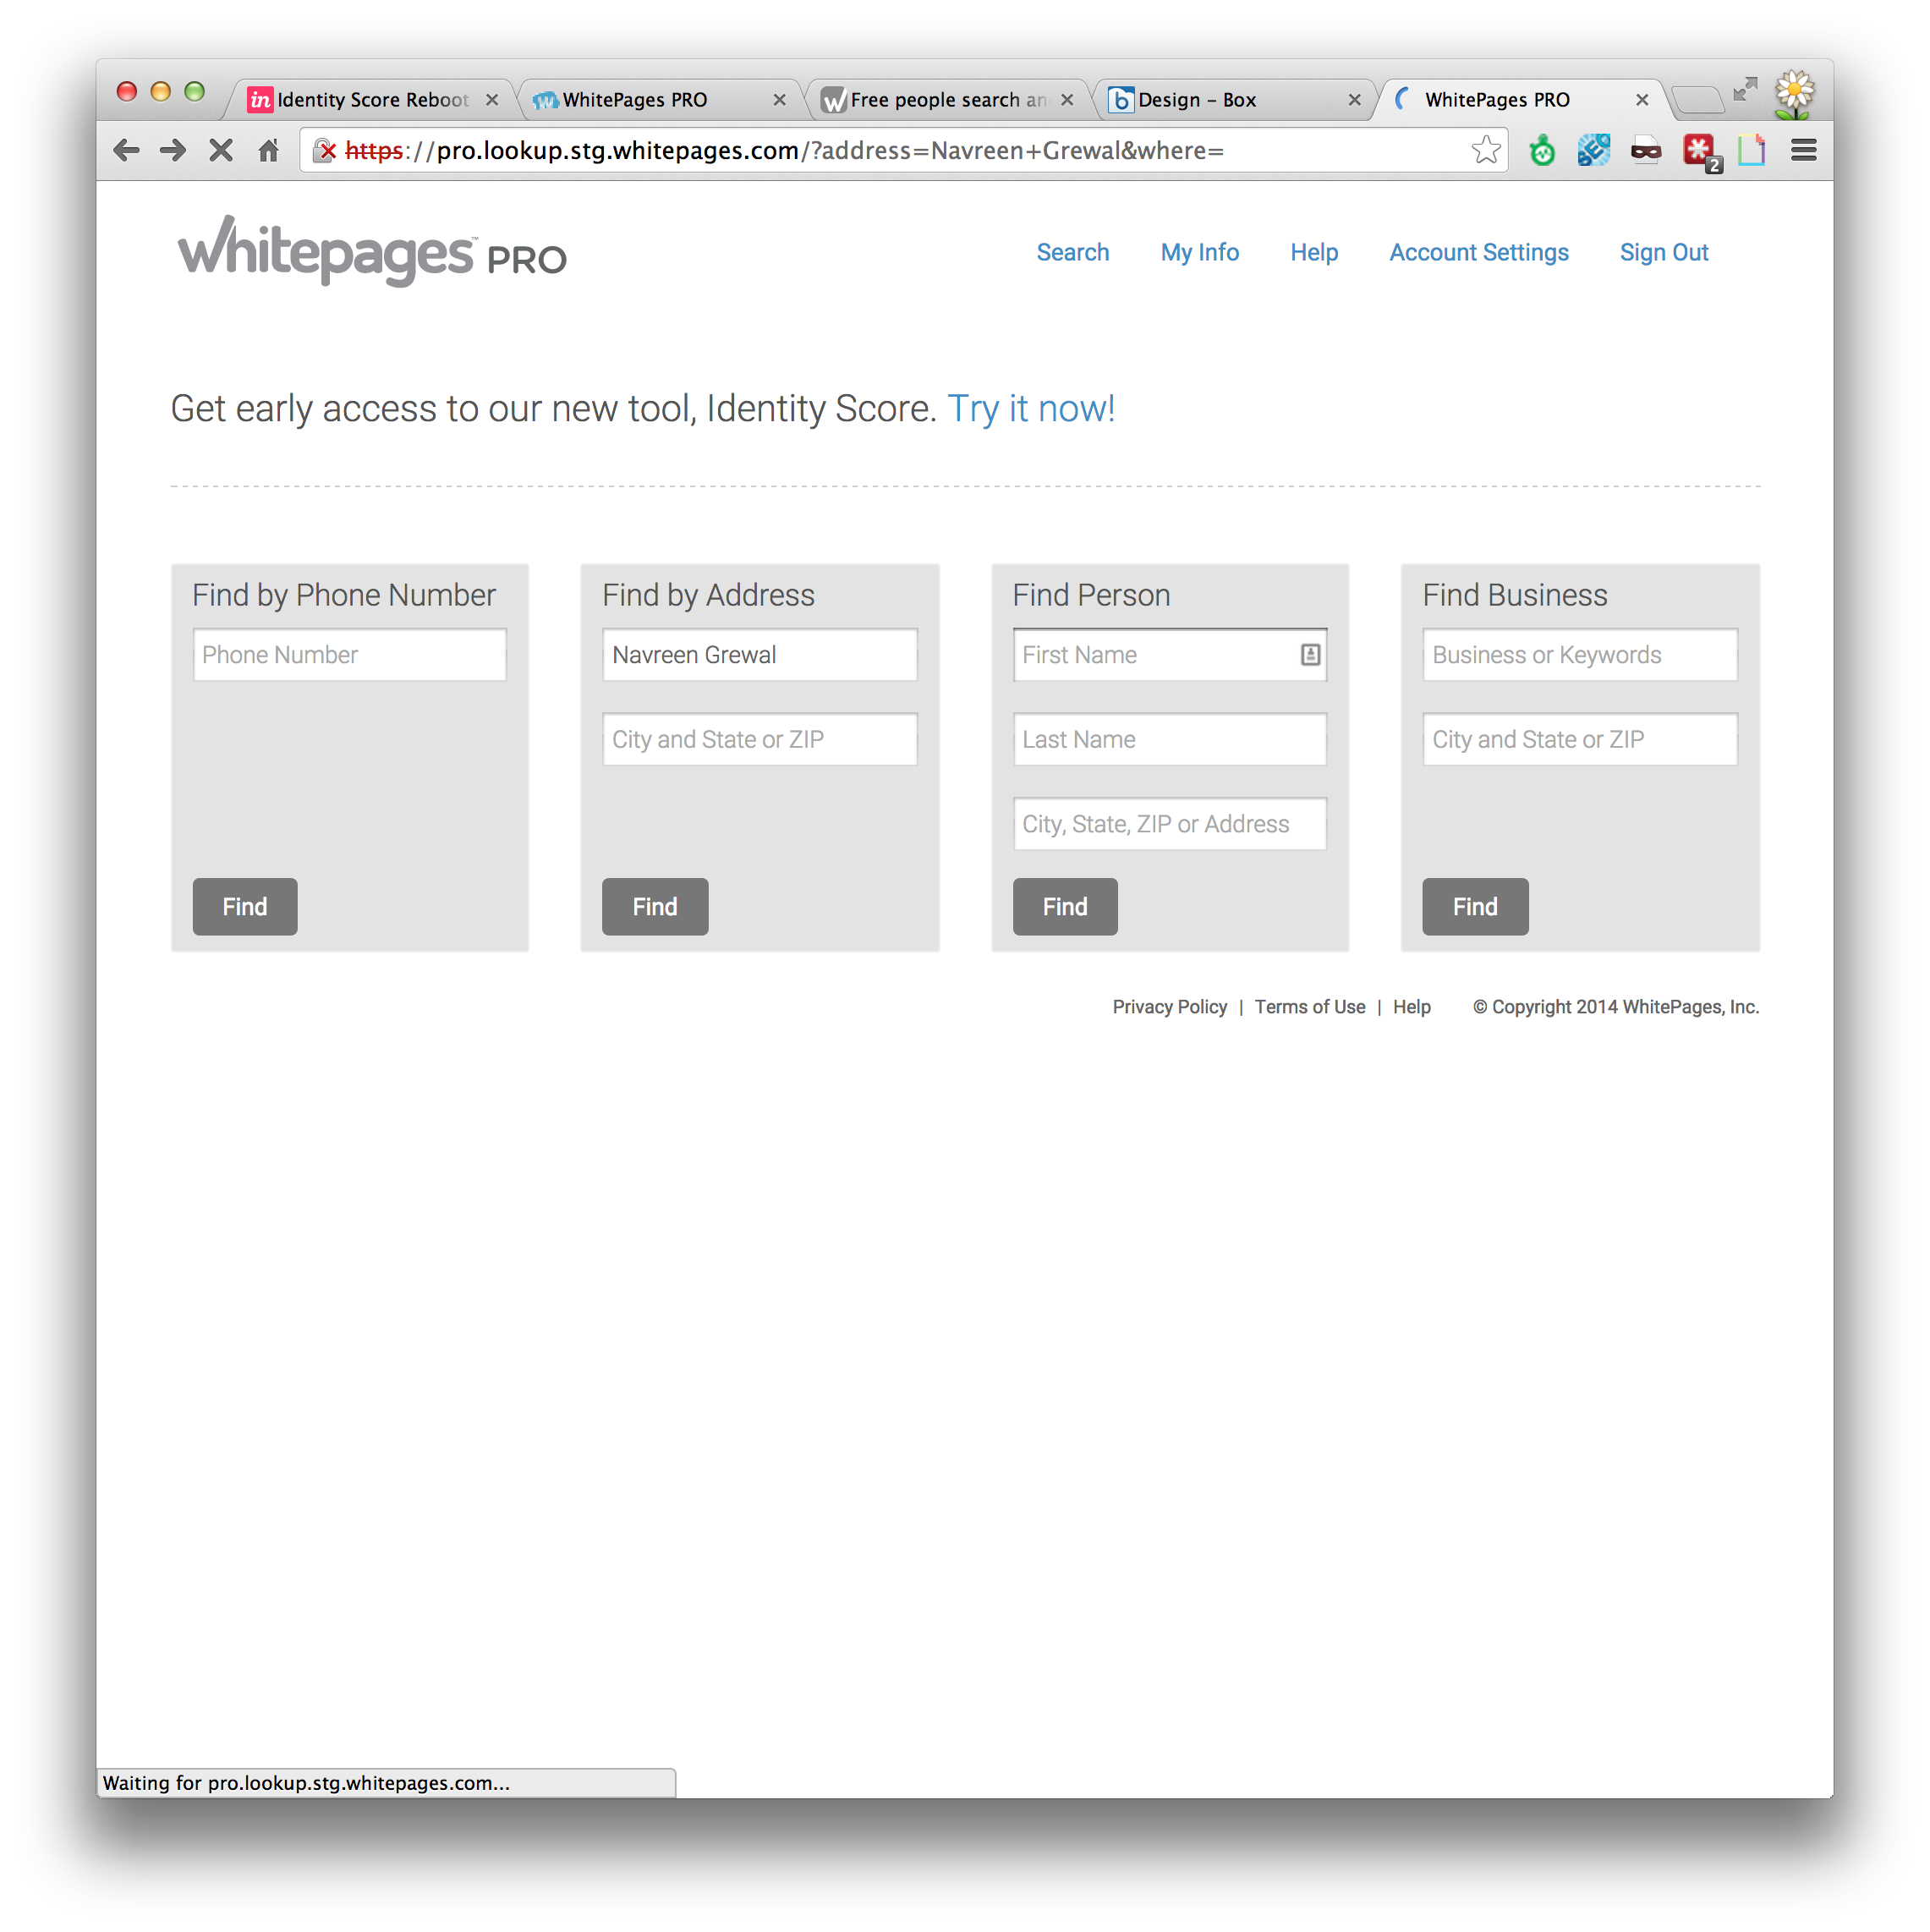 Identity Score Reboot
WhitePages PRO
Free people search an
Design – Box
WhitePages PRO
https://pro.lookup.stg.whitepages.com/?address=Navreen+Grewal&where=
2
whitepages™ PRO
Search My Info Help Account Settings Sign Out
Get early access to our new tool, Identity Score. Try it now!
Find by Phone Number
Phone Number
Find
Find by Address
Navreen Grewal
City and State or ZIP
Find
Find Person
First Name
Last Name
City, State, ZIP or Address
Find
Find Business
Business or Keywords
City and State or ZIP
Find
Privacy Policy | Terms of Use | Help © Copyright 2014 WhitePages, Inc.
Waiting for pro.lookup.stg.whitepages.com...